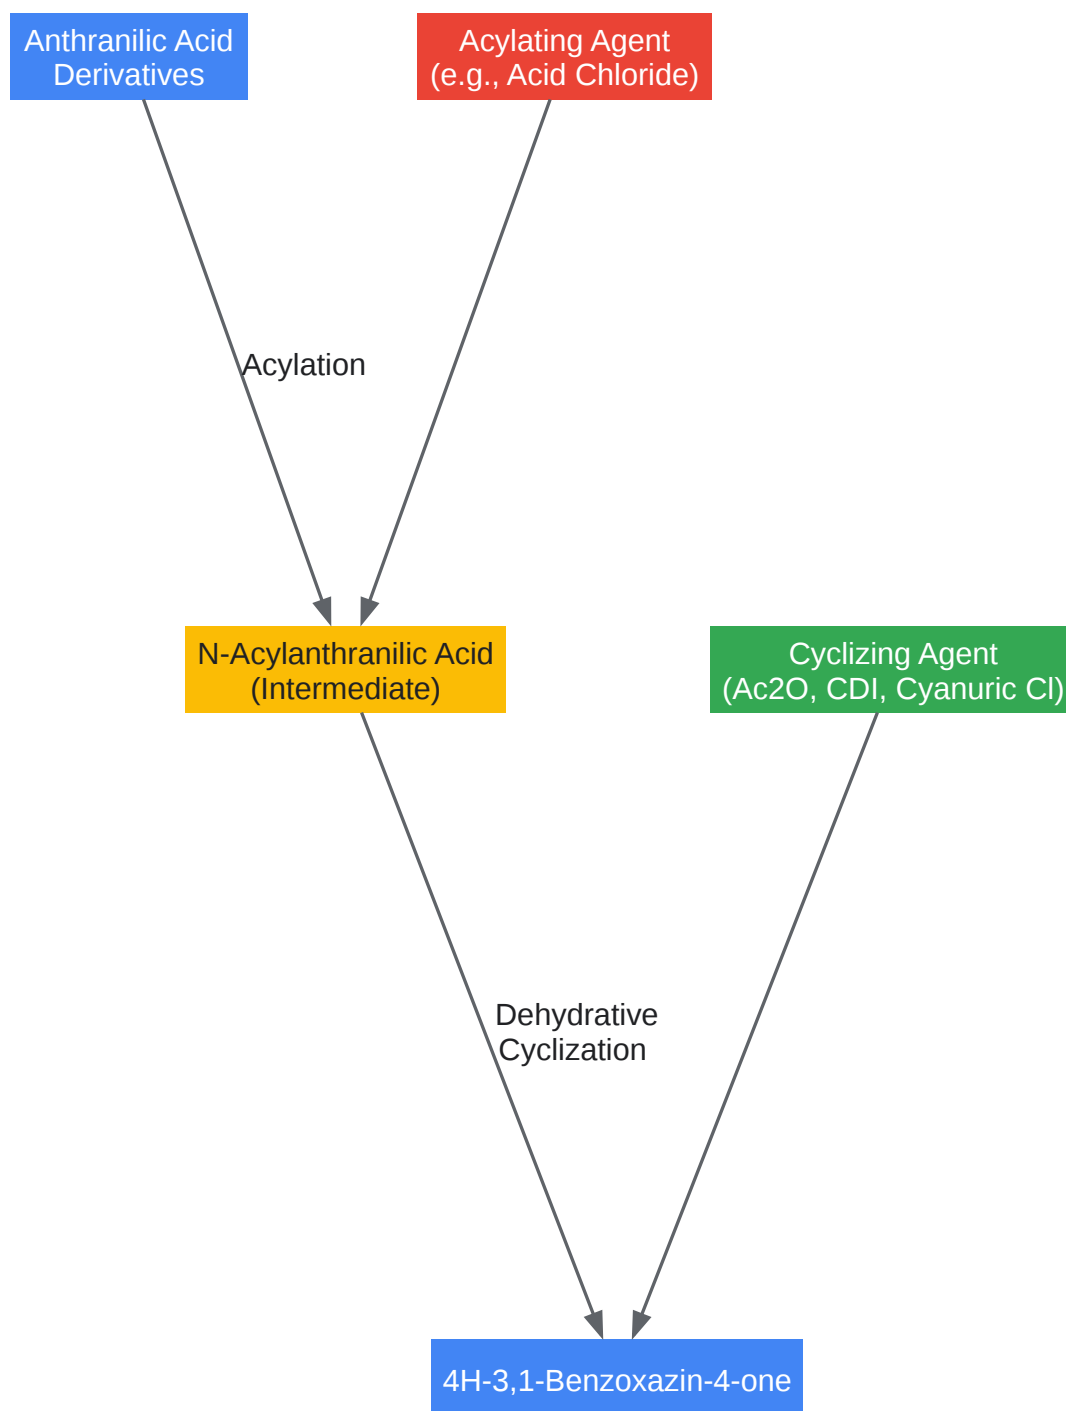 Anthranilic Acid
Derivatives
Acylating Agent
(e.g., Acid Chloride)
Acylation
N-Acylanthranilic Acid
(Intermediate)
Cyclizing Agent
(Ac2O, CDI, Cyanuric Cl)
Dehydrative
Cyclization
4H-3,1-Benzoxazin-4-one